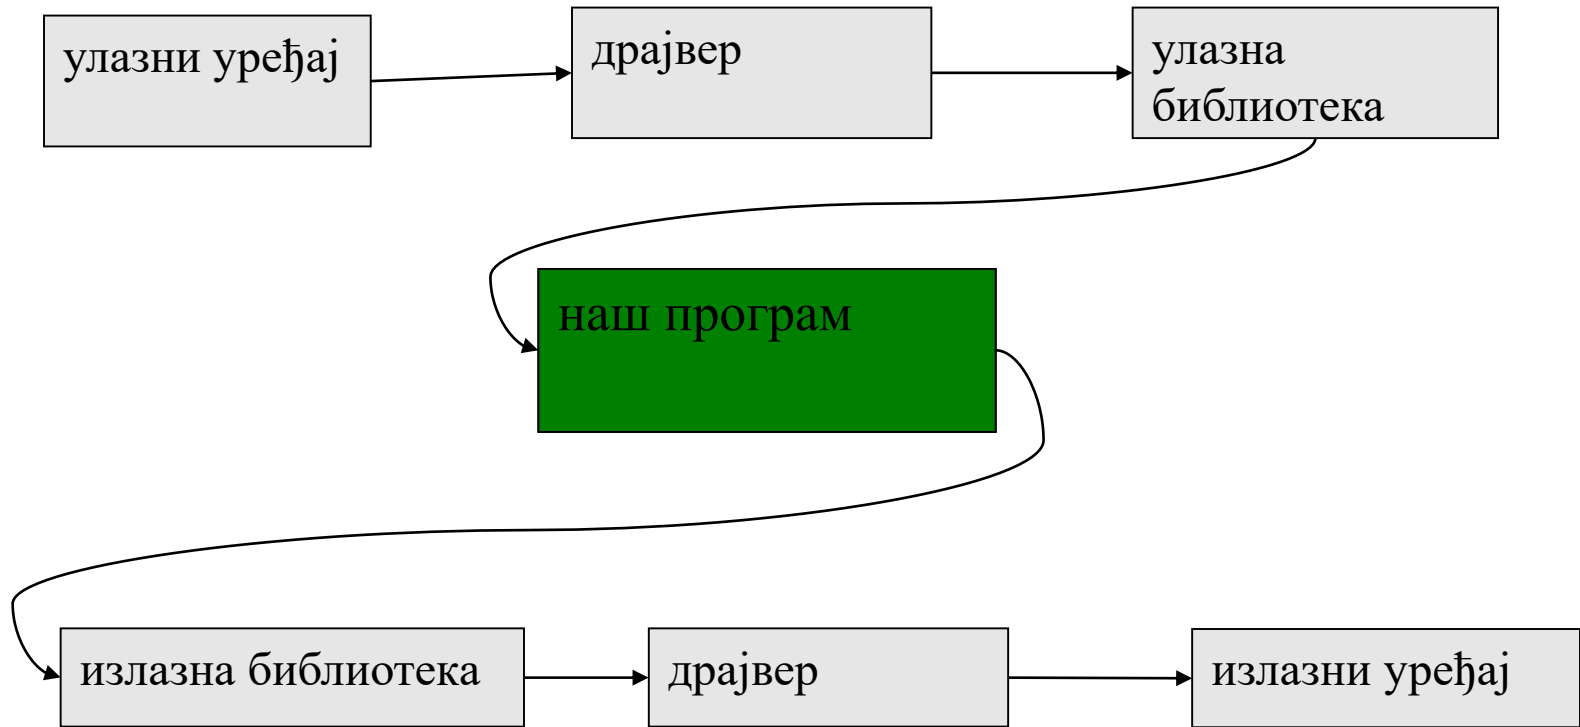 улазни уређај
драјвер
улазна
библиотека
наш програм
излазна библиотека
драјвер
излазни уређај